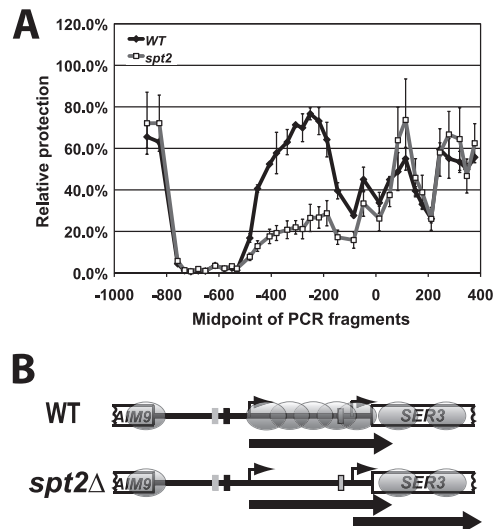 A
WT
spt2
120.0%
100.0%
80.0%
60.0%
40.0%
20.0%
0.0%
Relative protection
-1000 -800 -600 -400 -200 0 200 400
Midpoint of PCR fragments
B
WT AIM9 SER3
spt2Δ AIM9 SER3